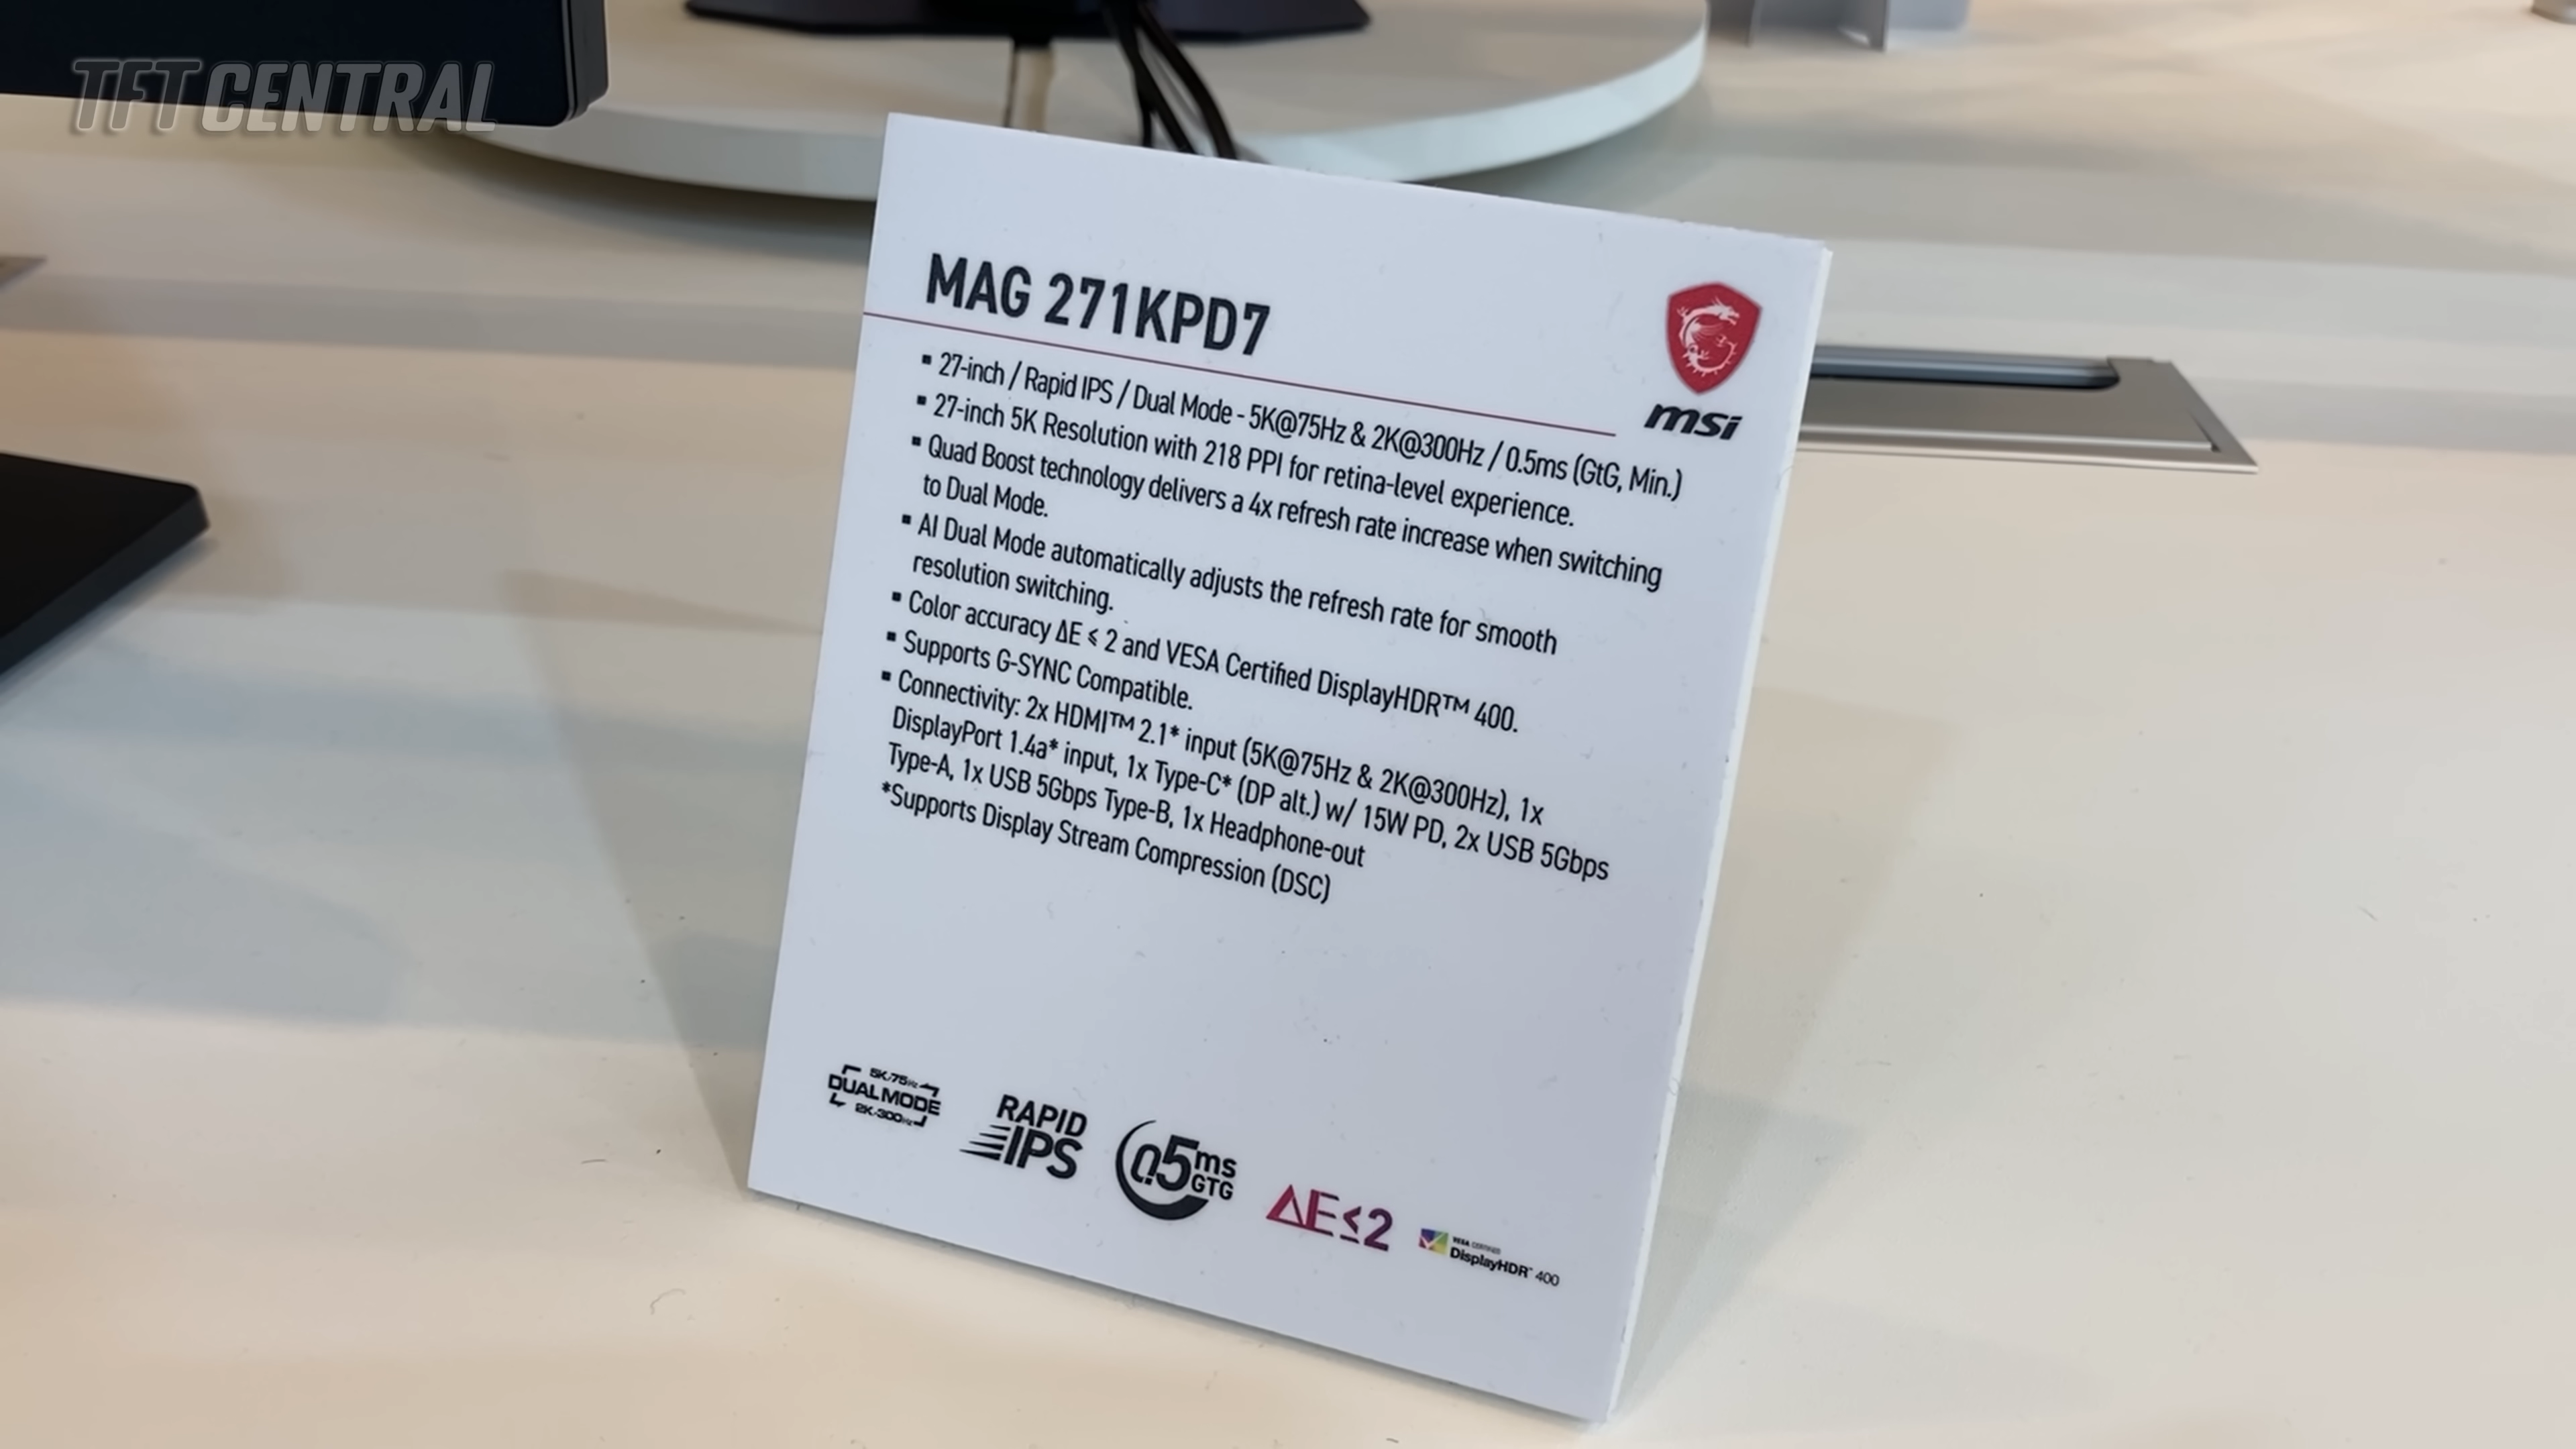 TFTCENTRAL
MAG 271KPD7
msi
▪ 27-inch / Rapid IPS / Dual Mode - 5K@75Hz & 2K@300Hz / 0.5ms (GtG, Min.)
▪ 27-inch 5K Resolution with 218 PPI for retina-level experience.
▪ Quad Boost technology delivers a 4x refresh rate increase when switching
to Dual Mode.
▪ AI Dual Mode automatically adjusts the refresh rate for smooth
resolution switching.
▪ Color accuracy ΔE ≤ 2 and VESA Certified DisplayHDR™ 400.
▪ Supports G-SYNC Compatible.
▪ Connectivity: 2x HDMI™ 2.1* input (5K@75Hz & 2K@300Hz), 1x
DisplayPort 1.4a* input, 1x Type-C* (DP alt.) w/ 15W PD, 2x USB 5Gbps
Type-A, 1x USB 5Gbps Type-B, 1x Headphone-out
*Supports Display Stream Compression (DSC)
5K-75Hz
DUAL MODE
2K-300Hz
RAPID
IPS
0.5ms
GTG
ΔE≤2
VESA CERTIFIED
DisplayHDR™ 400